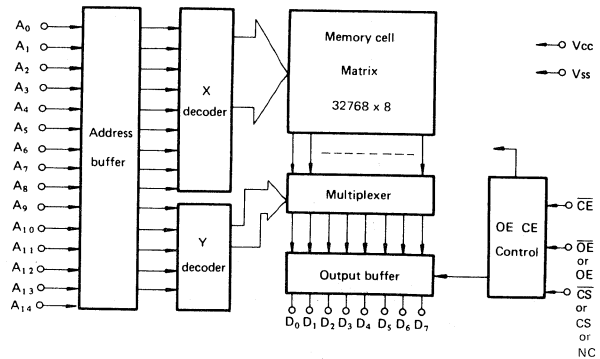 A0
A1
A2
A3
A4
A5
A6
A7
A8
A9
A10
A11
A12
A13
A14
Address
buffer
X
decoder
Y
decoder
Memory cell
Matrix
32768 x 8
Multiplexer
Output buffer
D0 D1 D2 D3 D4 D5 D6 D7
Vcc
Vss
OE CE
Control
C̅E̅
O̅E̅
or
OE
C̅S̅
or
CS
or
NC